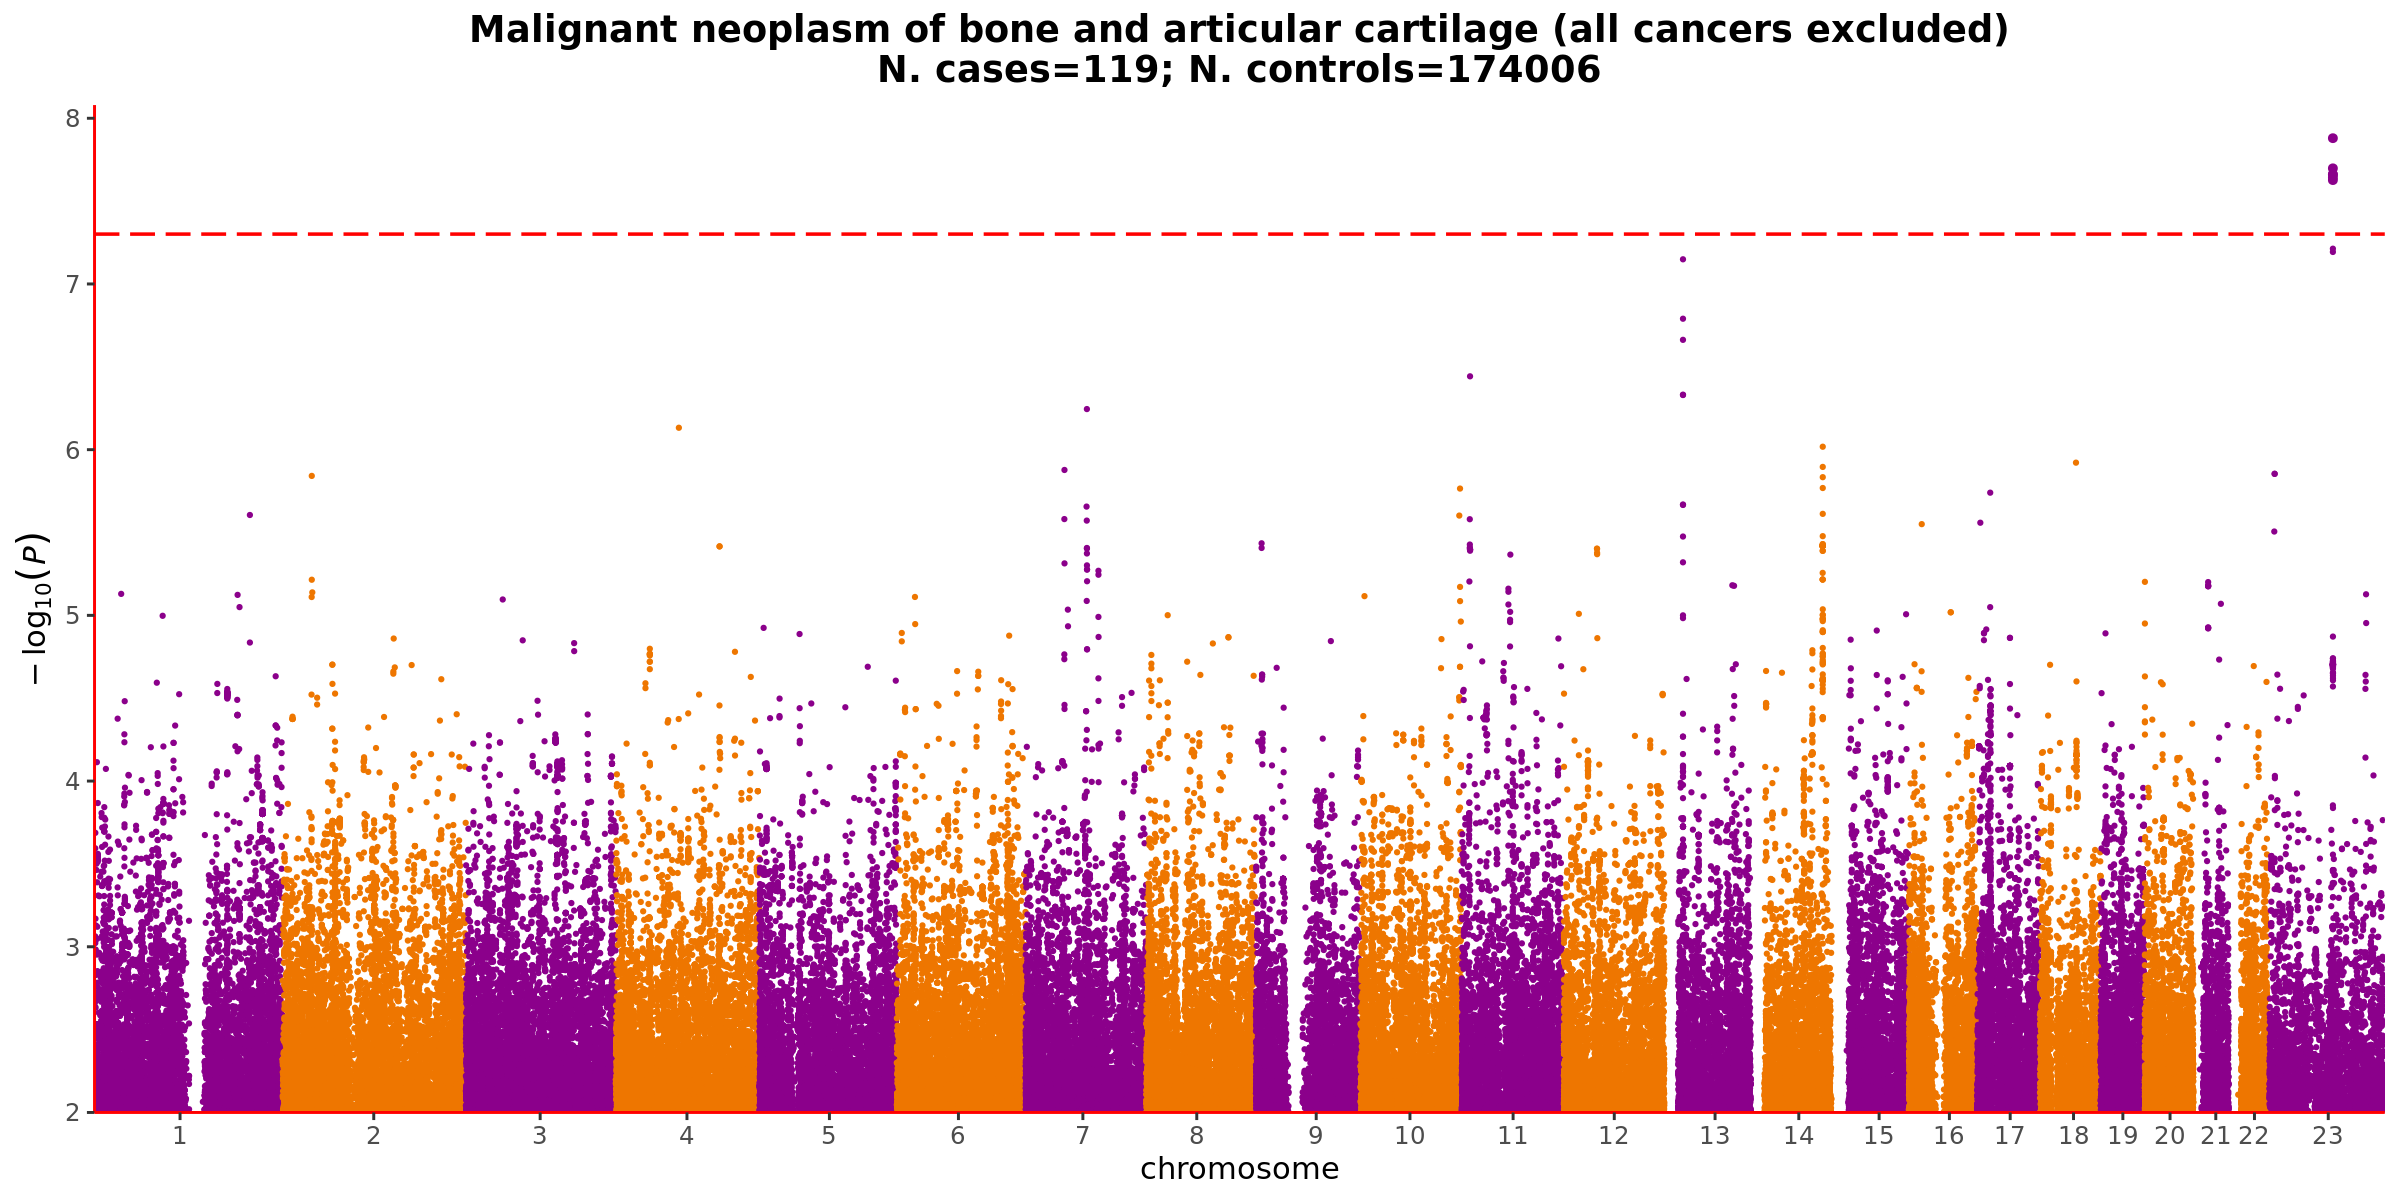 Malignant neoplasm of bone and articular cartilage (all cancers excluded)
N. cases=119; N. controls=174006
8
7
6
5
4
3
2
− log10(P)
1 2 3 4 5 6 7 8 9 10 11 12 13 14 15 16 17 18 19 20 21 22 23
chromosome